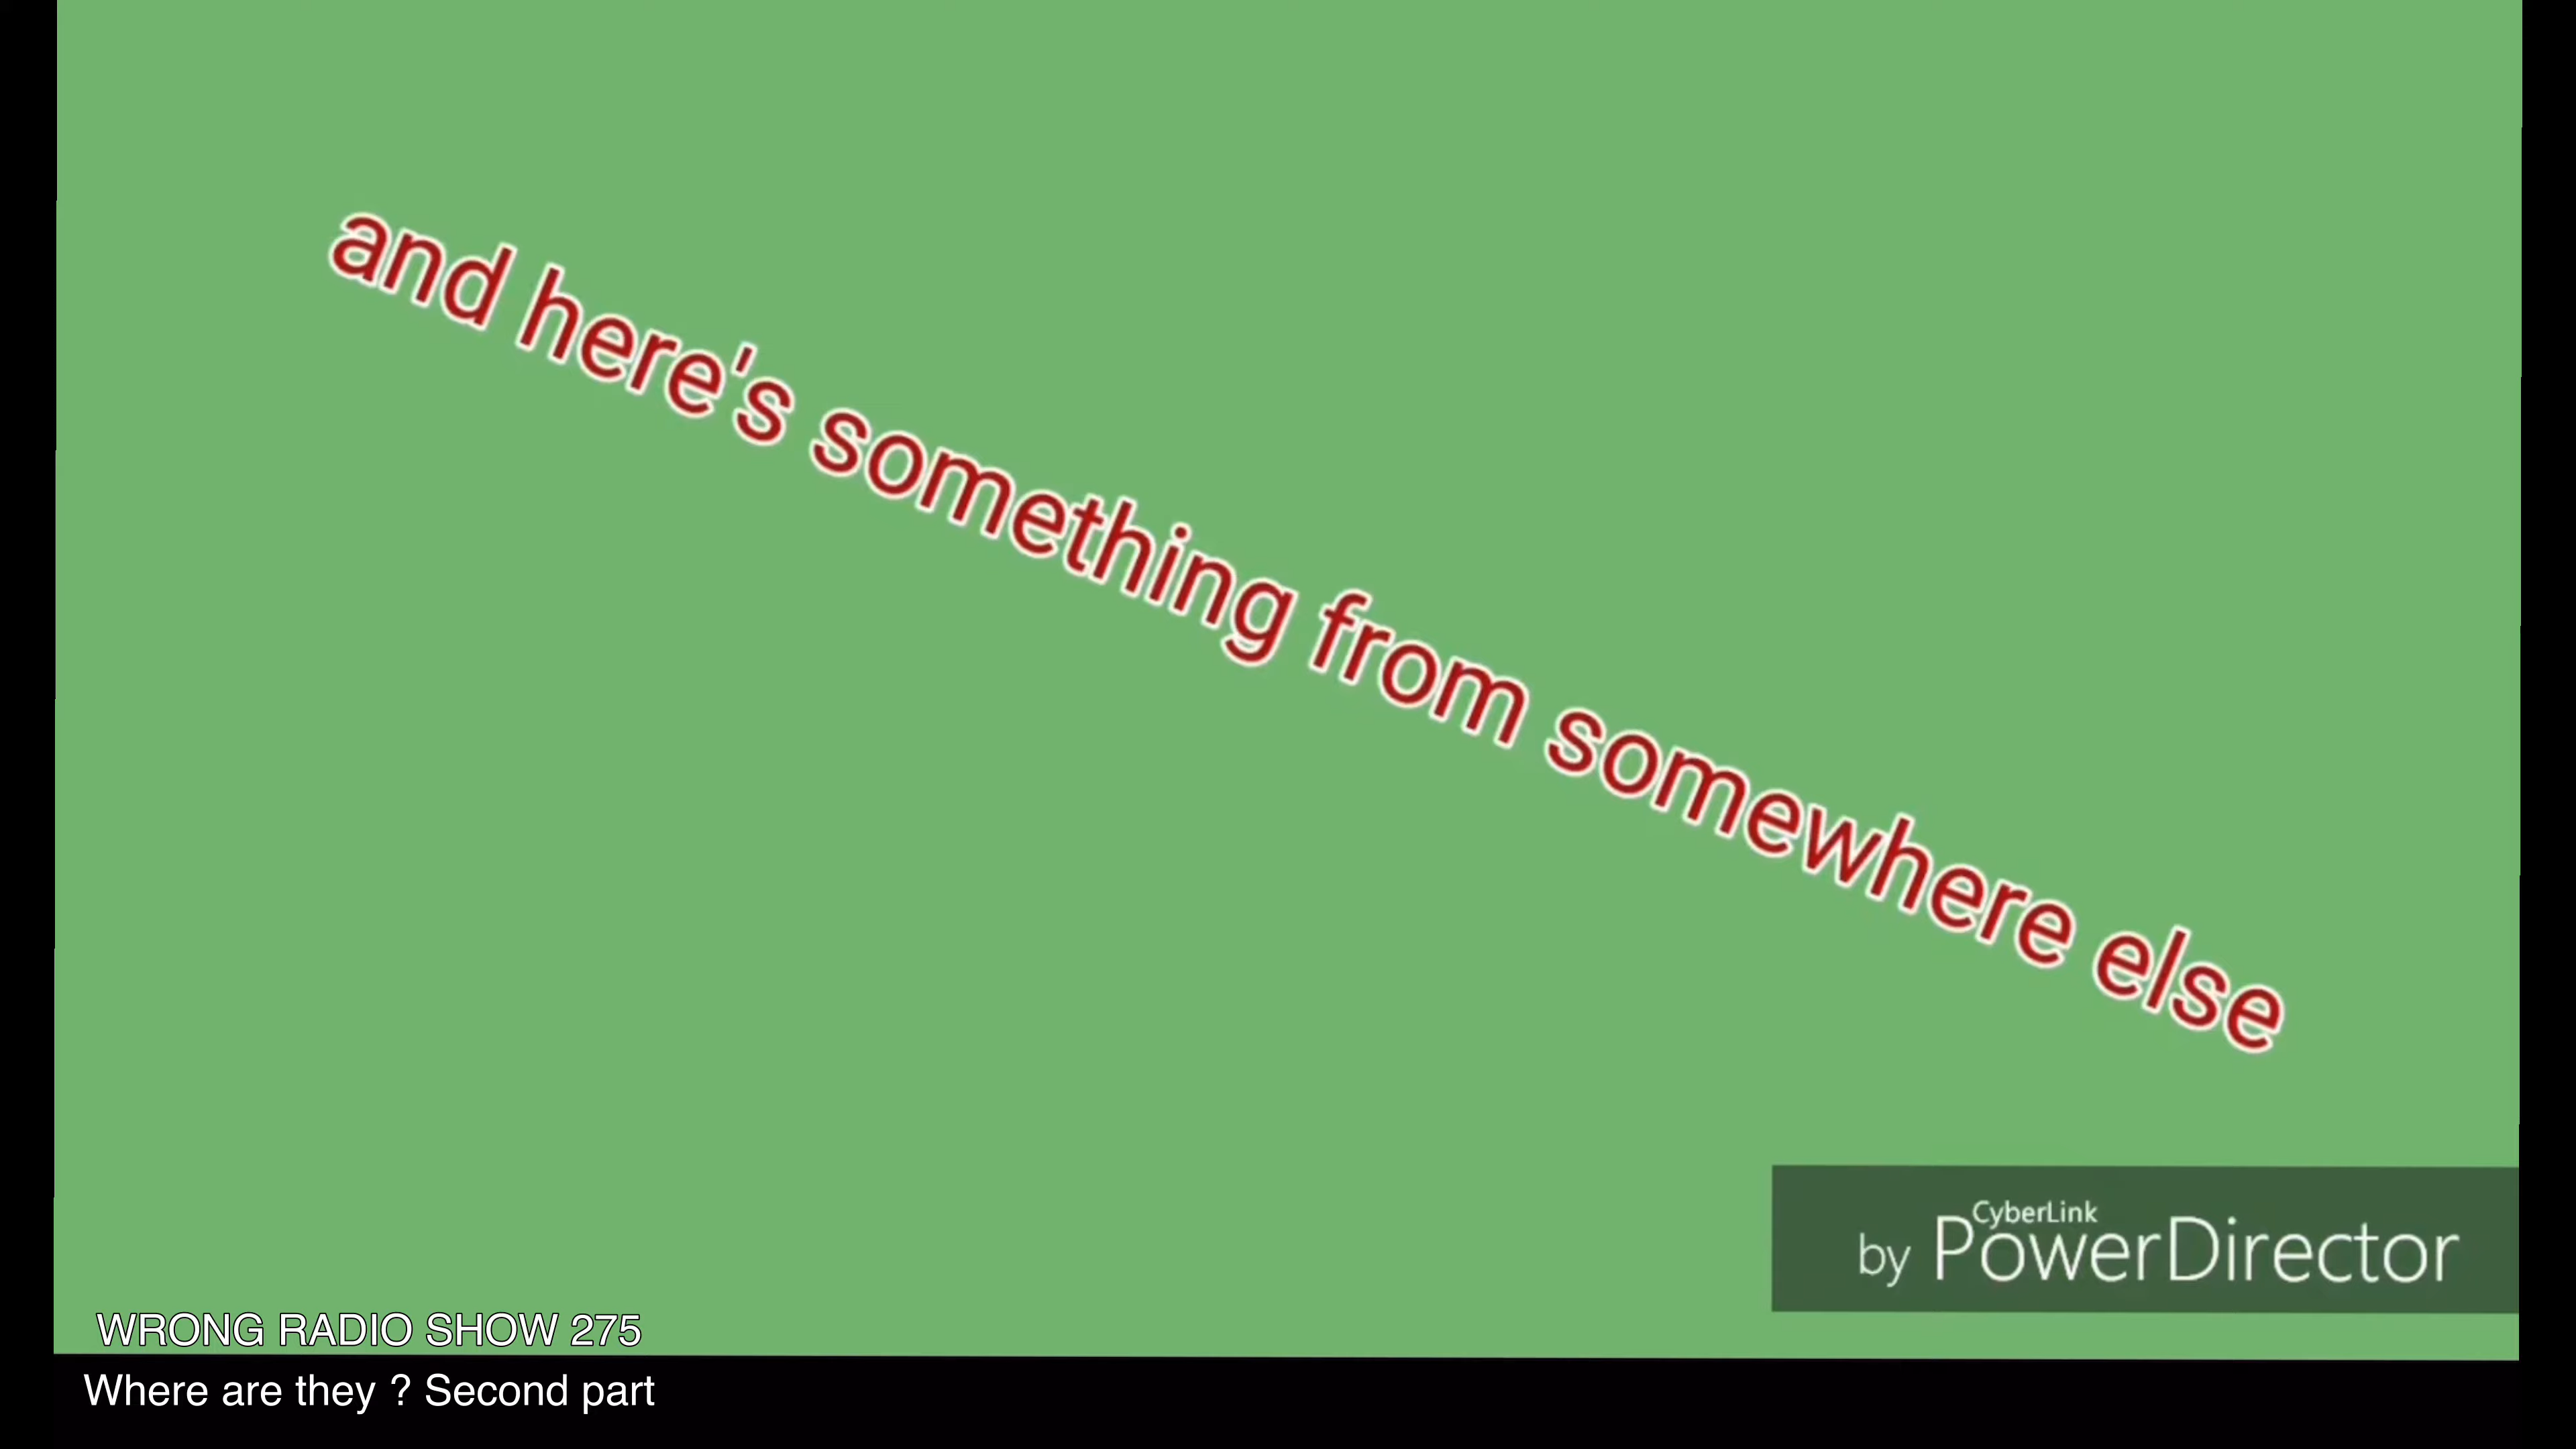 and here's something from somewhere else
CyberLink
by PowerDirector
WRONG RADIO SHOW 275
Where are they ? Second part